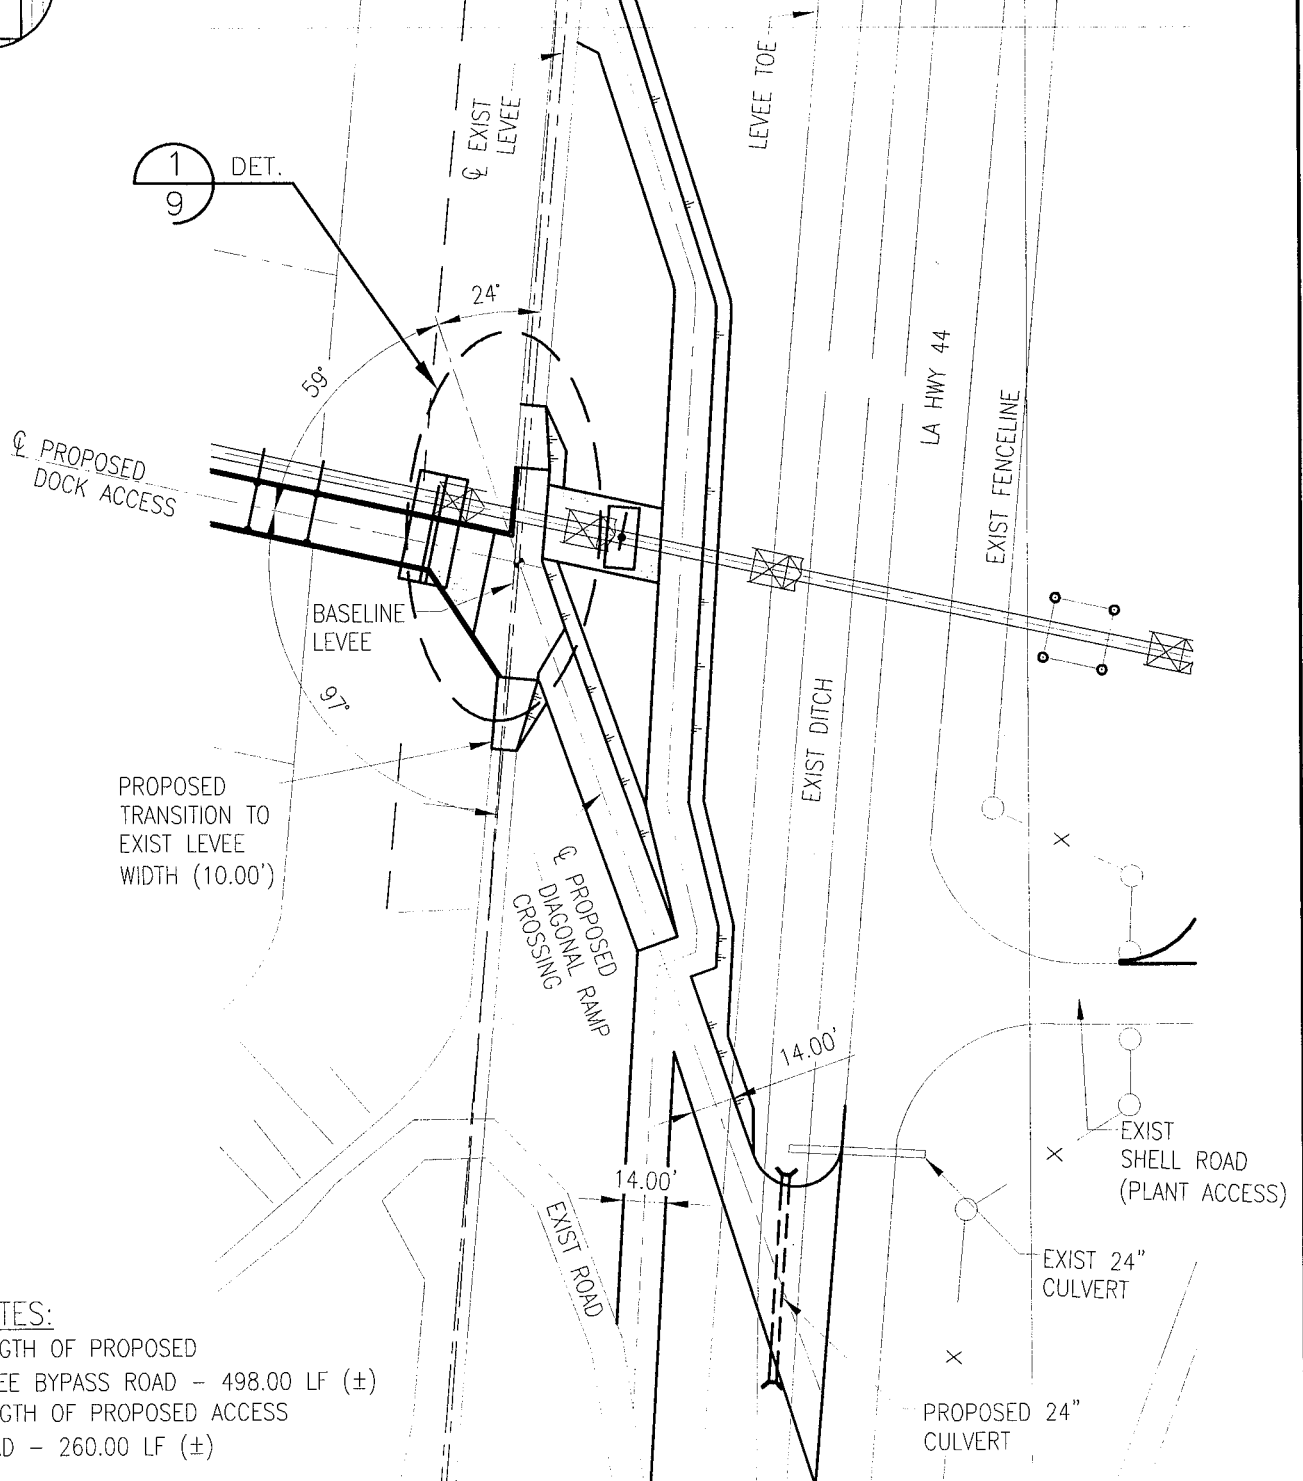 LEVEE TOE
℄ EXIST
LEVEE
1
DET.
9
24°
59°
LA HWY 44
EXIST FENCELINE
℄ PROPOSED
DOCK ACCESS
BASELINE
LEVEE
97°
EXIST DITCH
PROPOSED
TRANSITION TO
EXIST LEVEE
WIDTH (10.00')
℄ PROPOSED
DIAGONAL RAMP
CROSSING
14.00'
14.00'
EXIST
SHELL ROAD
(PLANT ACCESS)
EXIST ROAD
EXIST 24"
CULVERT
TES:
GTH OF PROPOSED
EE BYPASS ROAD - 498.00 LF (±)
GTH OF PROPOSED ACCESS
AD - 260.00 LF (±)
PROPOSED 24"
CULVERT